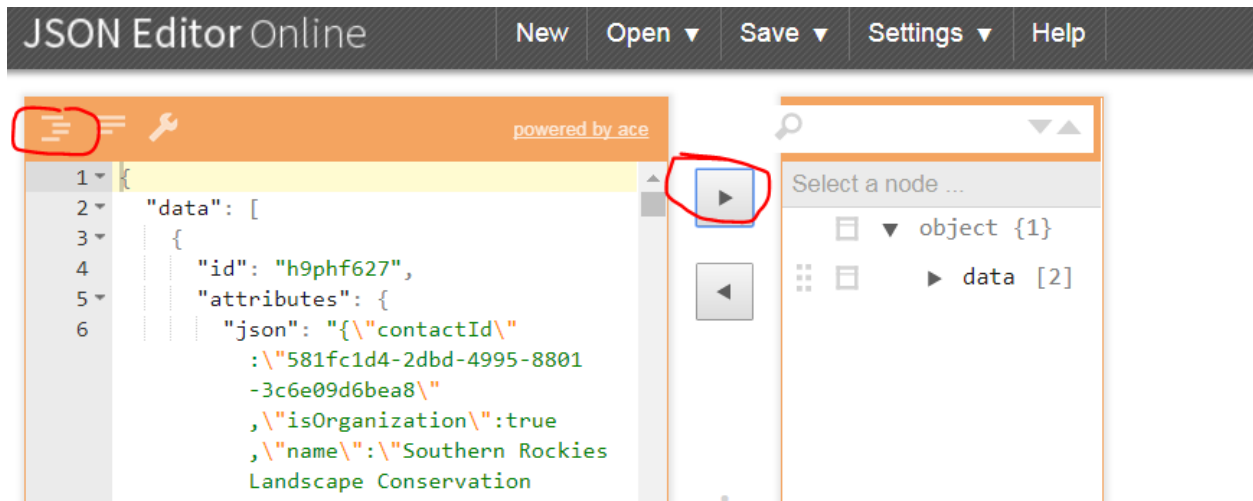 JSON Editor Online New Open ▼ Save ▼ Settings ▼ Help
powered by ace
1 {
2 "data": [
3 {
4 "id": "h9phf627",
5 "attributes": {
6 "json": "{\"contactId\"
:\"581fc1d4-2dbd-4995-8801
-3c6e09d6bea8\"
,\"isOrganization\":true
,\"name\":\"Southern Rockies
Landscape Conservation
Select a node ...
▼ object {1}
► data [2]